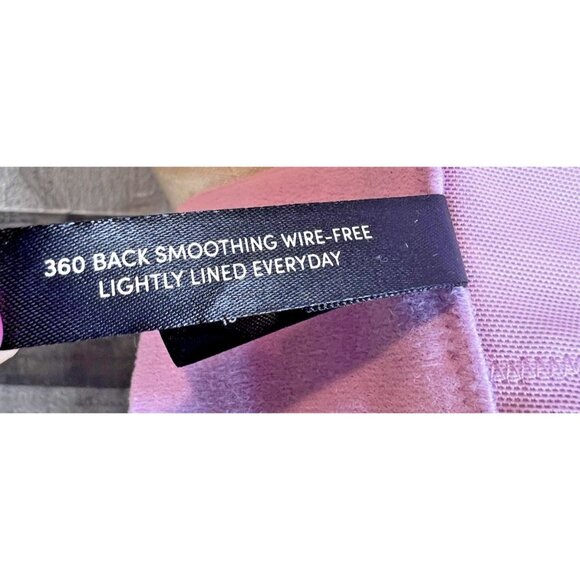 360 BACK SMOOTHING WIRE-FREE
LIGHTLY LINED EVERYDAY